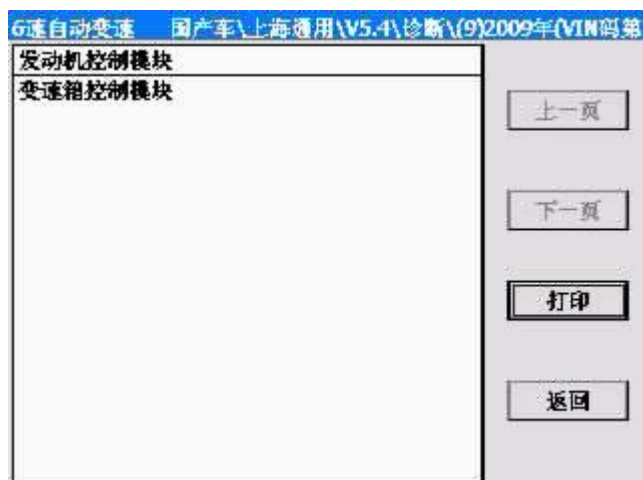 6速自动变速 国产车\上海通用\V5.4\诊断\(9)2009年(VIN码第
发动机控制模块
变速箱控制模块
上一页
下一页
打印
返回